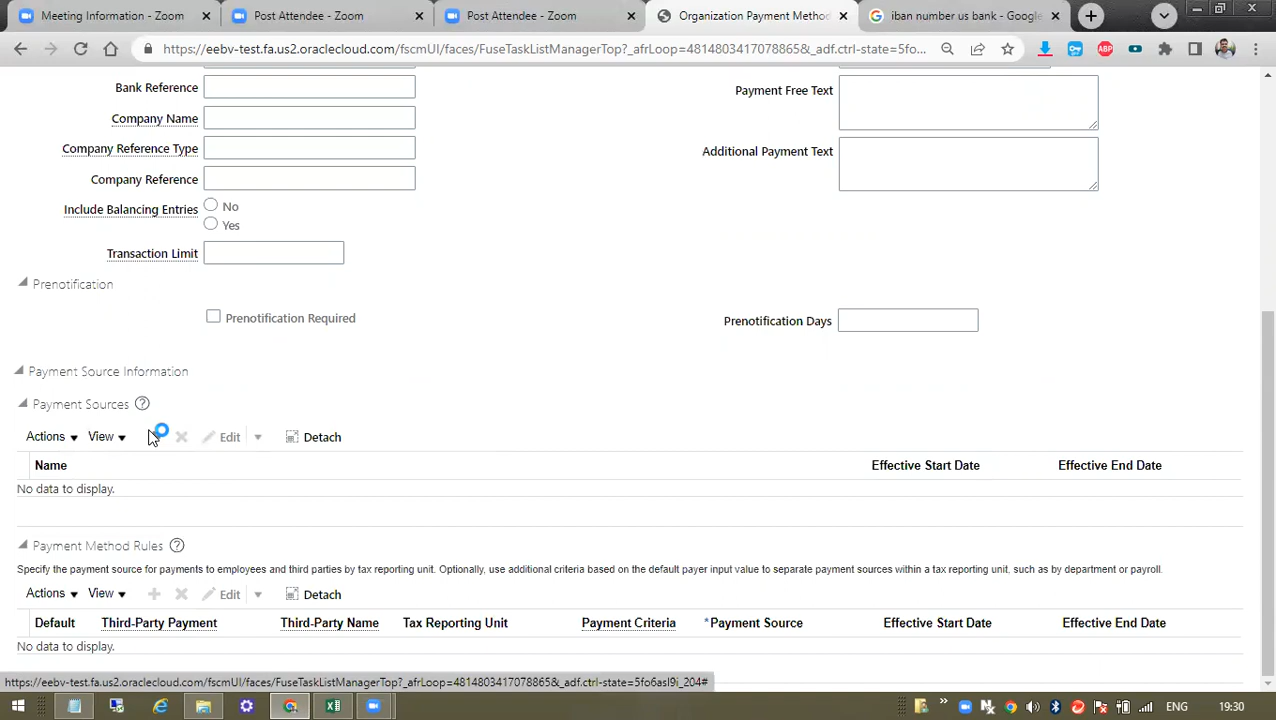 Meeting Information - Zoom
Post Attendee - Zoom
Post Attendee - Zoom
Organization Payment Metho
iban number us bank - Google
https://eebv-test.fa.us2.oraclecloud.com/fscmUI/faces/FuseTaskListManagerTop?_afrLoop=4814803417078865&_adf.ctrl-state=5fo...
ABP
Bank Reference
Payment Free Text
Company Name
Company Reference Type
Additional Payment Text
Company Reference
Include Balancing Entries
No
Yes
Transaction Limit
Prenotification
Prenotification Required
Prenotification Days
Payment Source Information
Payment Sources
Actions View Edit Detach
Name Effective Start Date Effective End Date
No data to display.
Payment Method Rules
Specify the payment source for payments to employees and third parties by tax reporting unit. Optionally, use additional criteria based on the default payer input value to separate payment sources within a tax reporting unit. such as by department or payroll.
Actions View Edit Detach
Default Third-Party Payment Third-Party Name Tax Reporting Unit Payment Criteria *Payment Source Effective Start Date Effective End Date
No data to display.
https://eebv-test.fa.us2.oraclecloud.com/fscmUI/faces/FuseTaskListManagerTop?_afrLoop=4814803417078865&_adf.ctrl-state=5fo6asl9i_204#
ENG 19:30